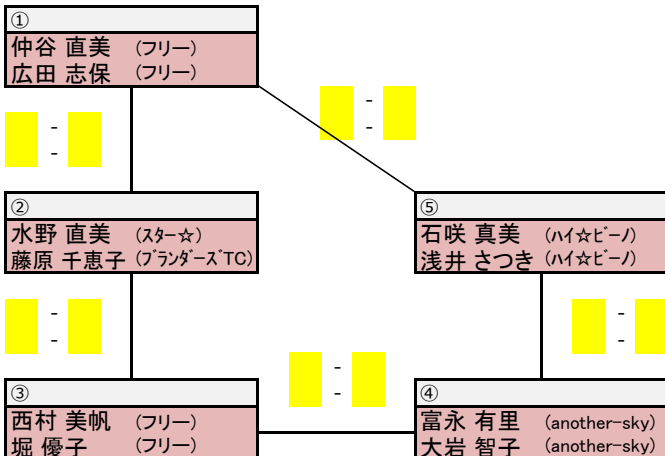 ①
仲谷 直美 (フリー)
広田 志保 (フリー)
- 
-
-
-
②
水野 直美 (スター☆)
藤原 千恵子 (ブランダーズTC)
⑤
石咲 真美 (ハイ☆ビーノ)
浅井 さつき (ハイ☆ビーノ)
-
-
-
-
-
-
③
西村 美帆 (フリー)
堀 優子 (フリー)
④
富永 有里 (another-sky)
大岩 智子 (another-sky)